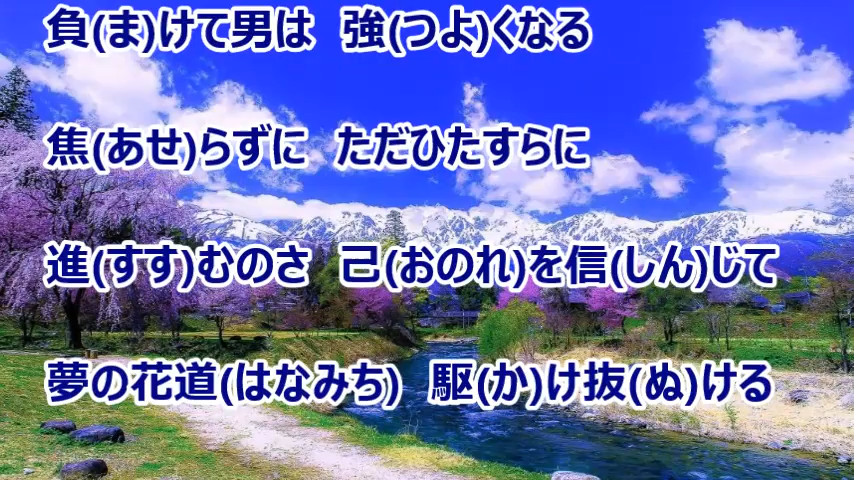 負(ま)けて男は　強(つよ)くなる
焦(あせ)らずに　ただひたすらに
進(すす)むのさ　己(おのれ)を信(しん)じて
夢の花道(はなみち)　駆(か)け抜(ぬ)ける